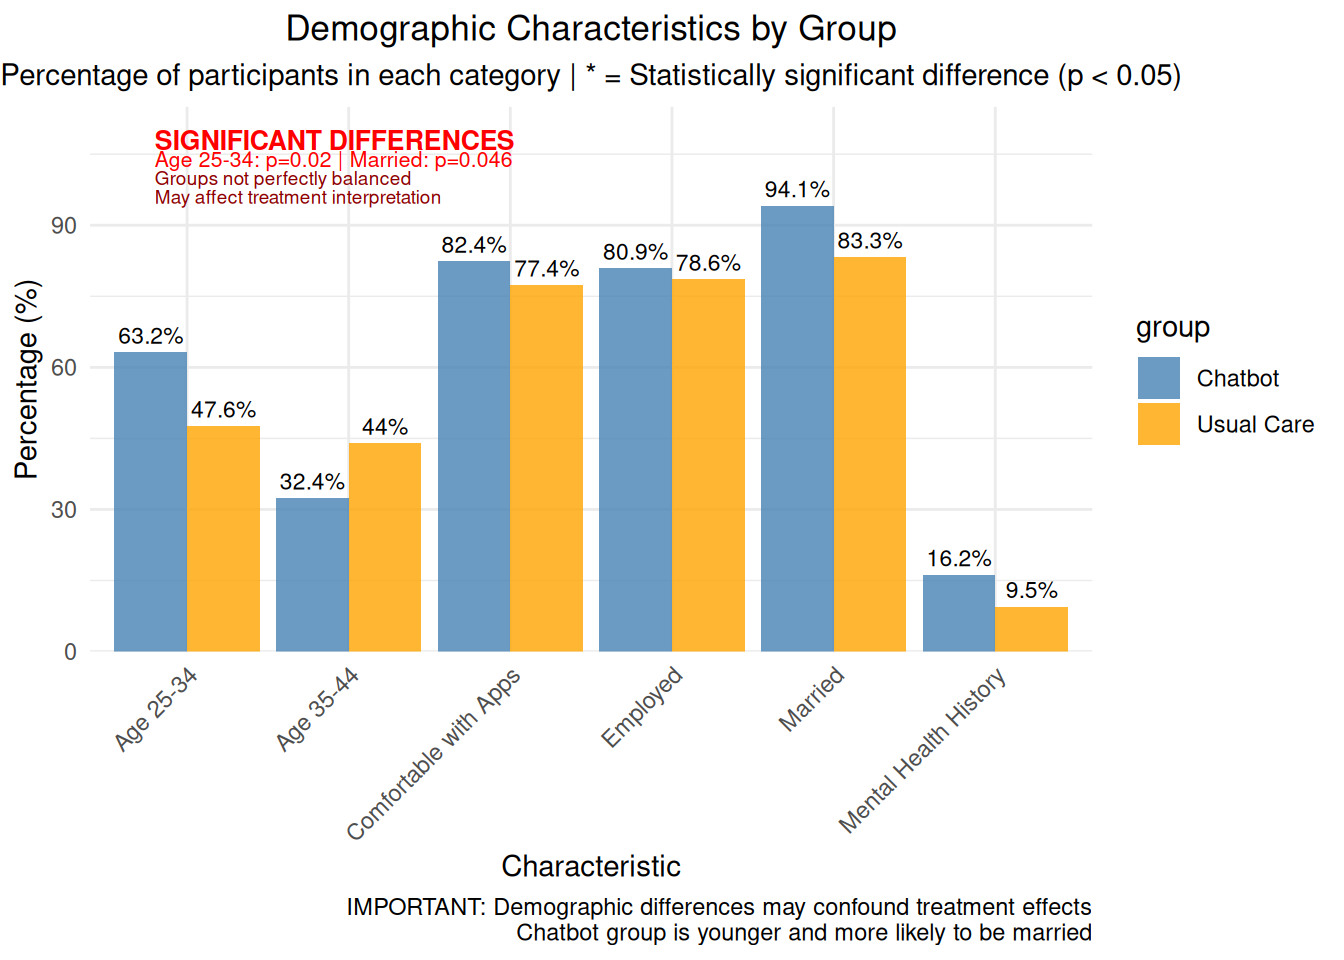 Demographic Characteristics by Group
Percentage of participants in each category | * = Statistically significant difference (p < 0.05)
SIGNIFICANT DIFFERENCES
Age 25-34: p=0.02 | Married: p=0.046
Groups not perfectly balanced
May affect treatment interpretation
Percentage (%)
90
60
30
0
63.2%
47.6%
32.4%
44%
82.4%
77.4%
80.9%
78.6%
94.1%
83.3%
16.2%
9.5%
Age 25-34
Age 35-44
Comfortable with Apps
Employed
Married
Mental Health History
Characteristic
group
Chatbot
Usual Care
IMPORTANT: Demographic differences may confound treatment effects
Chatbot group is younger and more likely to be married